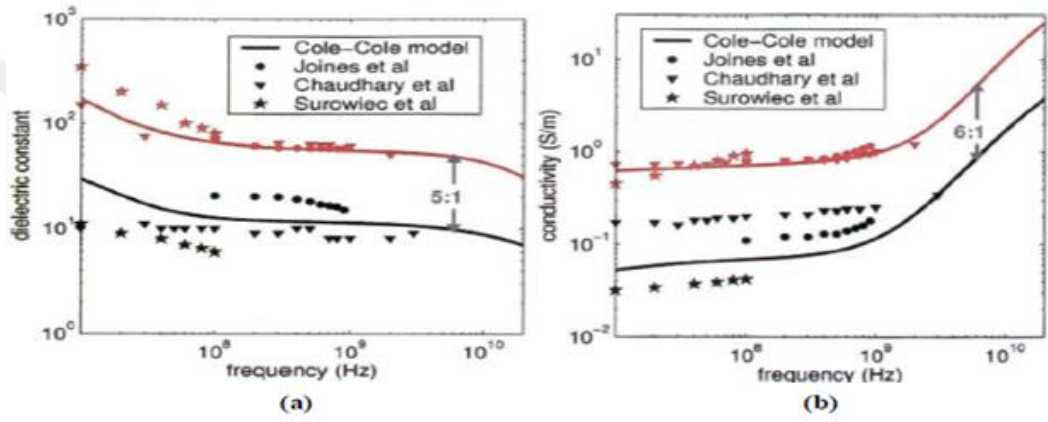 10³
10²
10¹
10⁰
dielectric constant
Cole−Cole model
Joines et al
Chaudhary et al
Surowiec et al
5:1
10⁸
10⁹
10¹⁰
frequency (Hz)
(a)
10¹
10⁰
10⁻¹
10⁻²
conductivity (S/m)
Cole−Cole model
Joines et al
Chaudhary et al
Surowiec et al
6:1
10⁸
10⁹
10¹⁰
frequency (Hz)
(b)